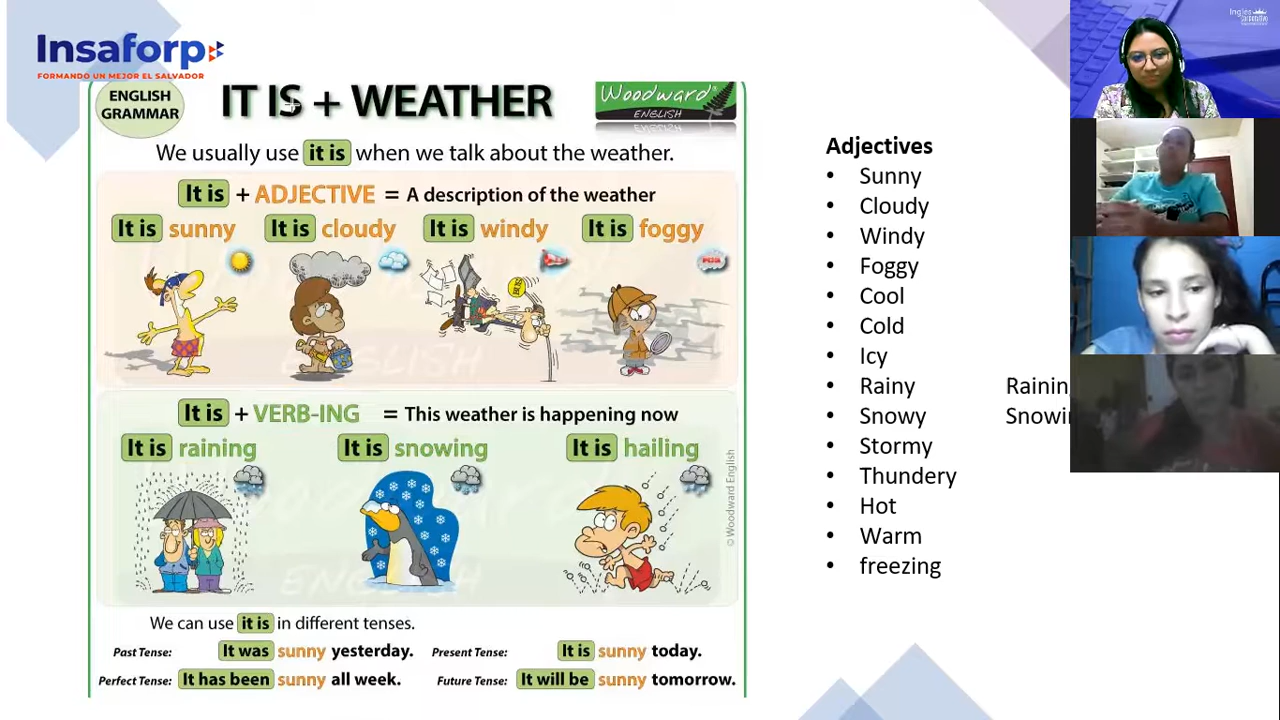 Insaforp
FORMANDO UN MEJOR EL SALVADOR
ENGLISH
GRAMMAR
IT IS + WEATHER
Woodward®
ENGLISH
We usually use it is when we talk about the weather.
It is + ADJECTIVE = A description of the weather
It is sunny It is cloudy It is windy It is foggy
It is + VERB-ING = This weather is happening now
It is raining It is snowing It is hailing
© Woodward English
We can use it is in different tenses.
Past Tense: It was sunny yesterday. Present Tense: It is sunny today.
Perfect Tense: It has been sunny all week. Future Tense: It will be sunny tomorrow.
Adjectives
• Sunny
• Cloudy
• Windy
• Foggy
• Cool
• Cold
• Icy
• Rainy Rainin
• Snowy Snowi
• Stormy
• Thundery
• Hot
• Warm
• freezing
Ingles